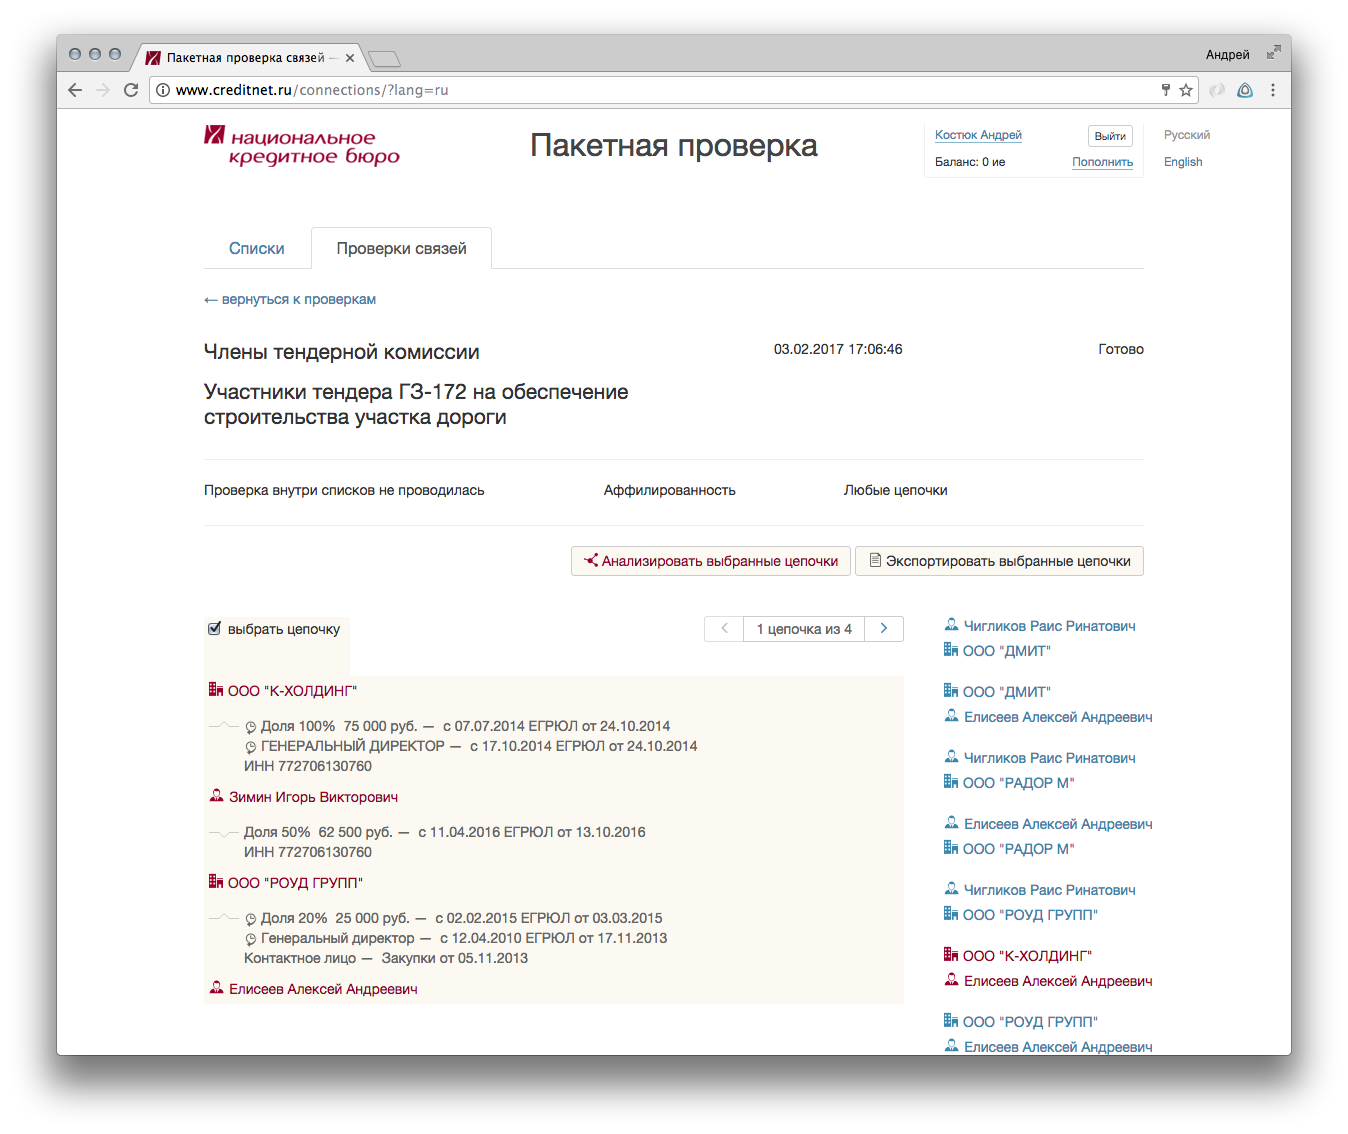 Пакетная проверка связей —
Андрей
www.creditnet.ru/connections/?lang=ru
национальное
кредитное бюро
Пакетная проверка
Костюк Андрей
Выйти
Русский
Баланс: 0 ие
Пополнить
English
Списки
Проверки связей
← вернуться к проверкам
Члены тендерной комиссии
03.02.2017 17:06:46
Готово
Участники тендера ГЗ-172 на обеспечение
строительства участка дороги
Проверка внутри списков не проводилась
Аффилированность
Любые цепочки
Анализировать выбранные цепочки
Экспортировать выбранные цепочки
выбрать цепочку
1 цепочка из 4
ООО "К-ХОЛДИНГ"
Доля 100% 75 000 руб. — с 07.07.2014 ЕГРЮЛ от 24.10.2014
ГЕНЕРАЛЬНЫЙ ДИРЕКТОР — с 17.10.2014 ЕГРЮЛ от 24.10.2014
ИНН 772706130760
Зимин Игорь Викторович
Доля 50% 62 500 руб. — с 11.04.2016 ЕГРЮЛ от 13.10.2016
ИНН 772706130760
ООО "РОУД ГРУПП"
Доля 20% 25 000 руб. — с 02.02.2015 ЕГРЮЛ от 03.03.2015
Генеральный директор — с 12.04.2010 ЕГРЮЛ от 17.11.2013
Контактное лицо — Закупки от 05.11.2013
Елисеев Алексей Андреевич
Чигликов Раис Ринатович
ООО "ДМИТ"
ООО "ДМИТ"
Елисеев Алексей Андреевич
Чигликов Раис Ринатович
ООО "РАДОР М"
Елисеев Алексей Андреевич
ООО "РАДОР М"
Чигликов Раис Ринатович
ООО "РОУД ГРУПП"
ООО "К-ХОЛДИНГ"
Елисеев Алексей Андреевич
ООО "РОУД ГРУПП"
Елисеев Алексей Андреевич